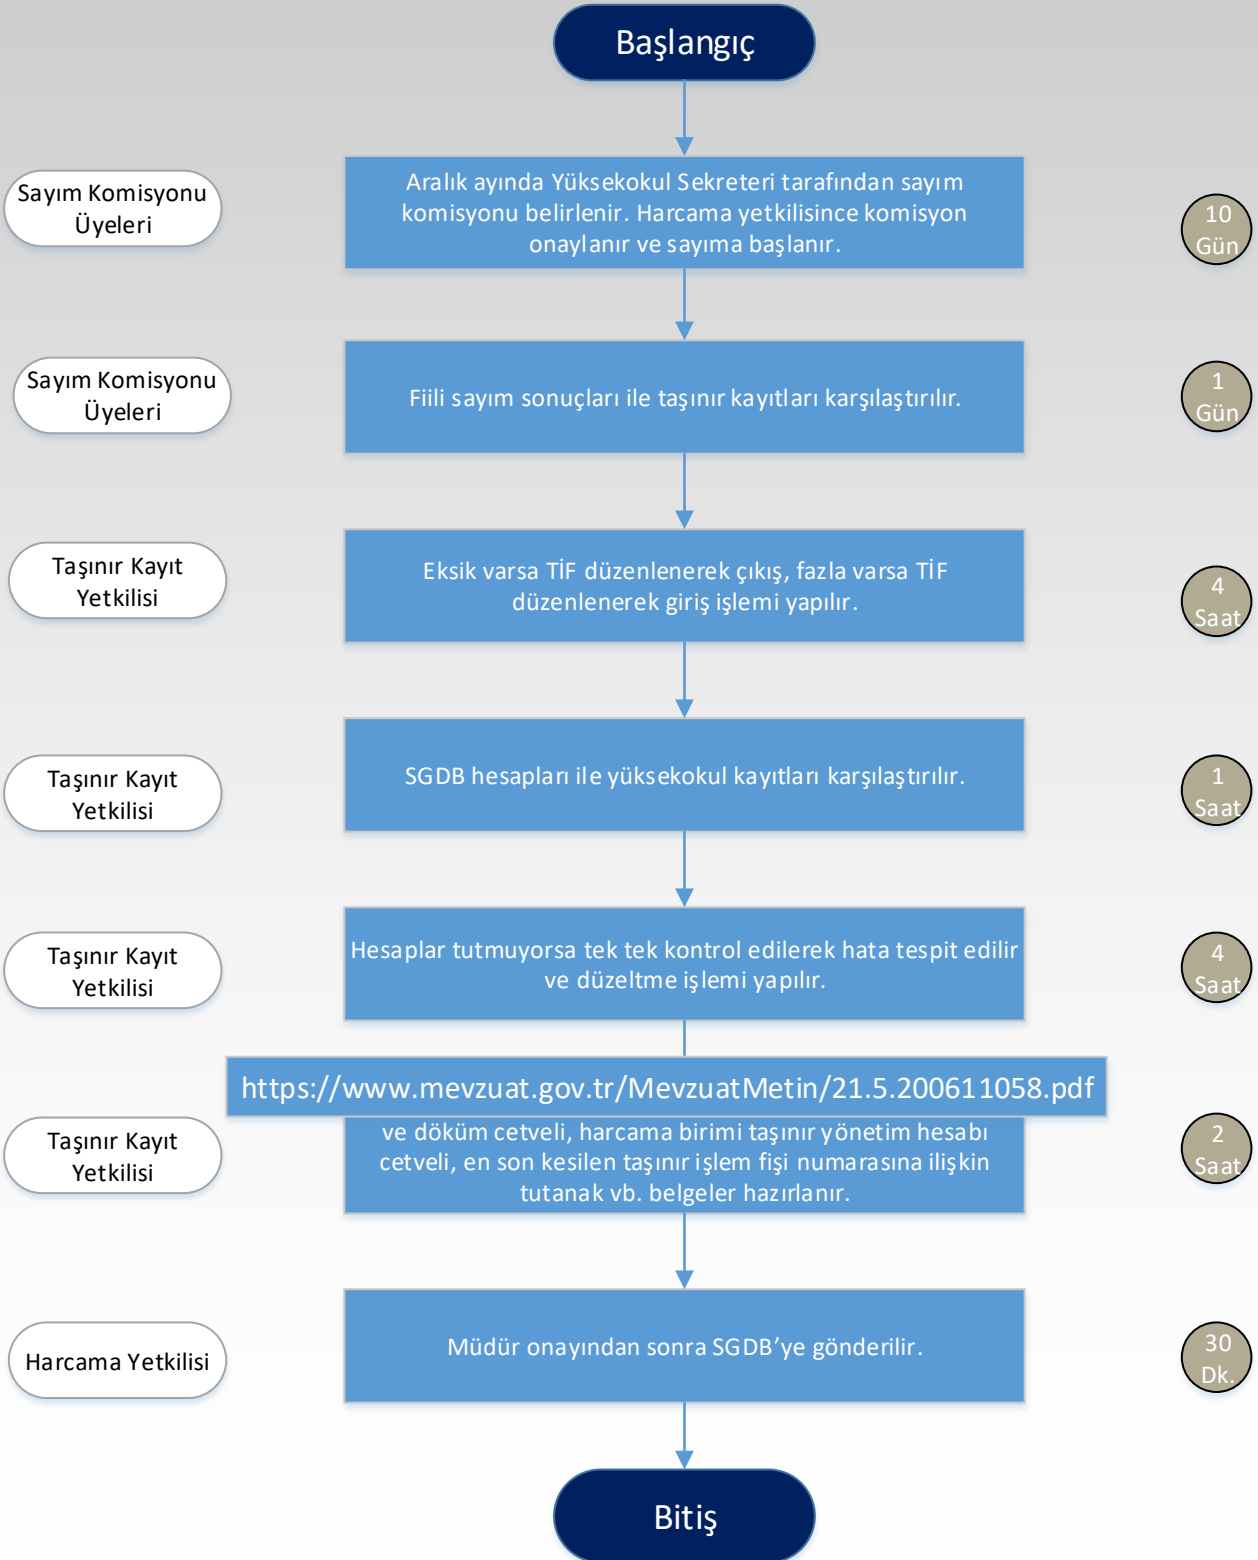 Başlangıç
Sayım Komisyonu
Üyeleri
Aralık ayında Yüksekokul Sekreteri tarafından sayım
komisyonu belirlenir. Harcama yetkilisince komisyon
onaylanır ve sayıma başlanır.
10
Gün
Sayım Komisyonu
Üyeleri
Fiili sayım sonuçları ile taşınır kayıtları karşılaştırılır.
1
Gün
Taşınır Kayıt
Yetkilisi
Eksik varsa TİF düzenlenerek çıkış, fazla varsa TİF
düzenlenerek giriş işlemi yapılır.
4
Saat
Taşınır Kayıt
Yetkilisi
SGDB hesapları ile yüksekokul kayıtları karşılaştırılır.
1
Saat
Taşınır Kayıt
Yetkilisi
Hesaplar tutmuyorsa tek tek kontrol edilerek hata tespit edilir
ve düzeltme işlemi yapılır.
4
Saat
https://www.mevzuat.gov.tr/MevzuatMetin/21.5.200611058.pdf
Taşınır Kayıt
Yetkilisi
ve döküm cetveli, harcama birimi taşınır yönetim hesabı
cetveli, en son kesilen taşınır işlem fişi numarasına ilişkin
tutanak vb. belgeler hazırlanır.
2
Saat
Harcama Yetkilisi
Müdür onayından sonra SGDB’ye gönderilir.
30
Dk.
Bitiş